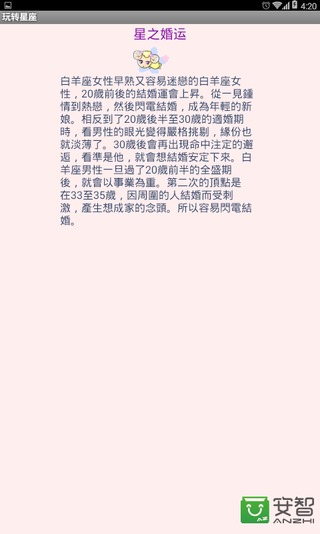 4:20
玩转星座
星之婚运
白羊座女性早熟又容易迷戀的白羊座女
性，20歲前後的結婚運會上昇。從一見鍾
情到熱戀，然後閃電結婚，成為年輕的新
娘。相反到了20歲後半至30歲的適婚期
時，看男性的眼光變得嚴格挑剔，緣份也
就淡薄了。30歲後會再出現命中注定的邂
逅，看準是他，就會想結婚安定下來。白
羊座男性一旦過了20歲前半的全盛期
後，就會以事業為重。第二次的頂點是
在33至35歲，因周圍的人結婚而受刺
激，產生想成家的念頭。所以容易閃電結
婚。
AZ
安智
ANZHI